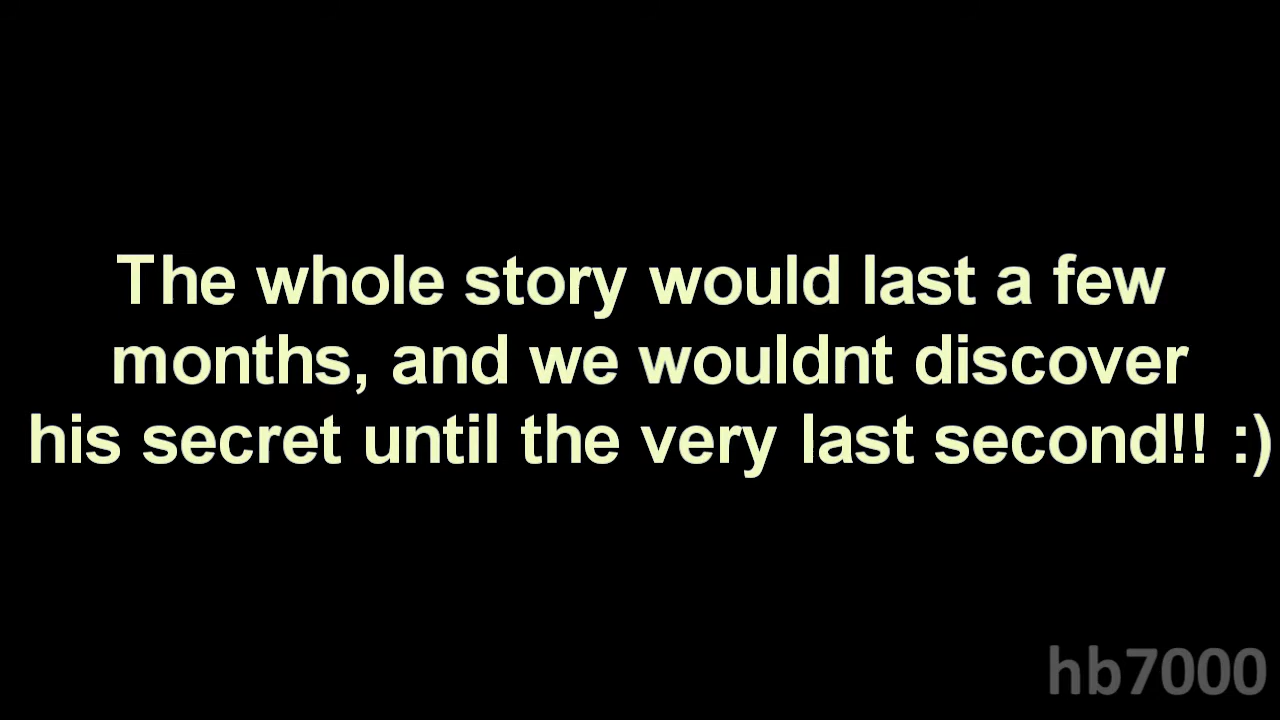 The whole story would last a few
months, and we wouldnt discover
his secret until the very last second!! :)
hb7000